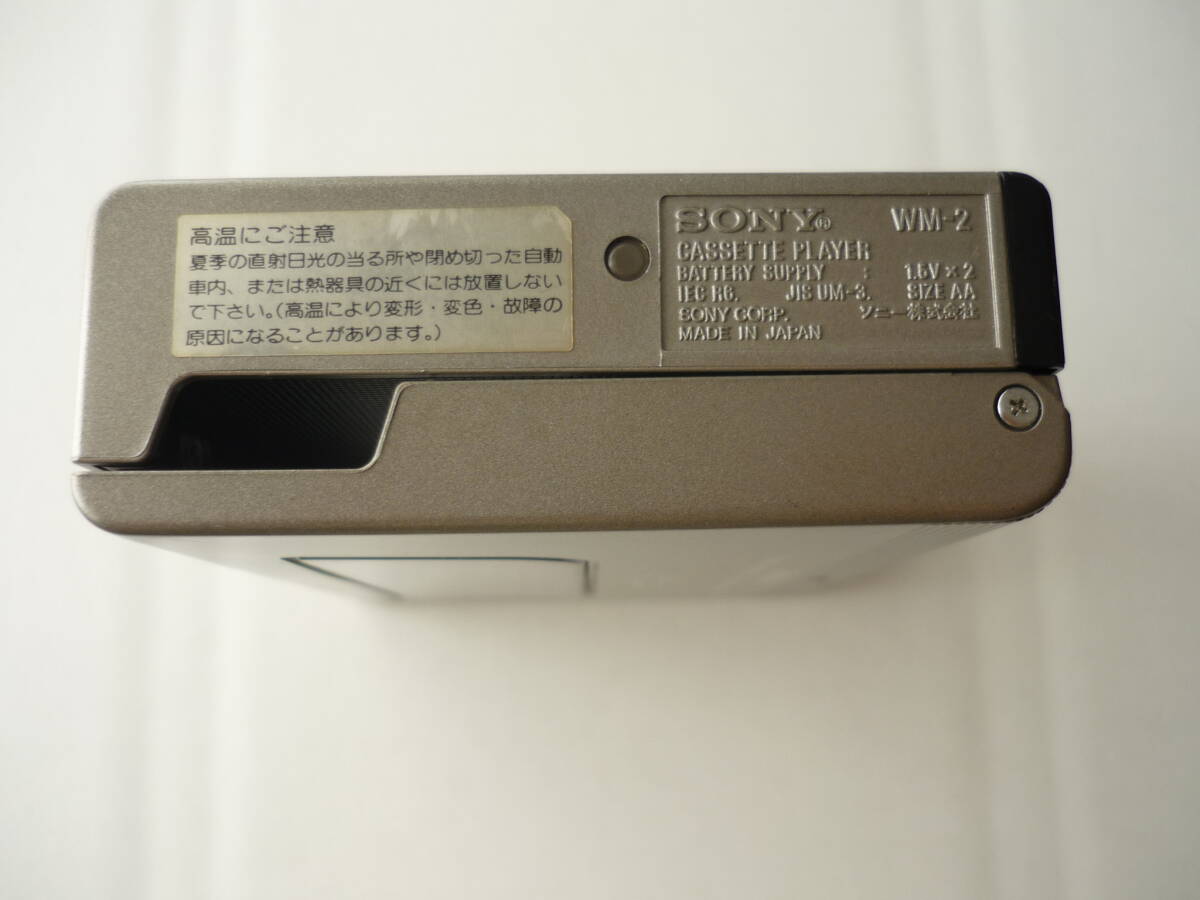 高温にご注意
夏季の直射日光の当る所や閉め切った自動
車内、または熱器具の近くには放置しない
で下さい。(高温により変形・変色・故障の
原因になることがあります。)
SONY® WM-2
CASSETTE PLAYER
BATTERY SUPPLY : 1.5V × 2
IEC R6. JIS UM-3. SIZE AA
SONY CORP. ソニー株式会社
MADE IN JAPAN